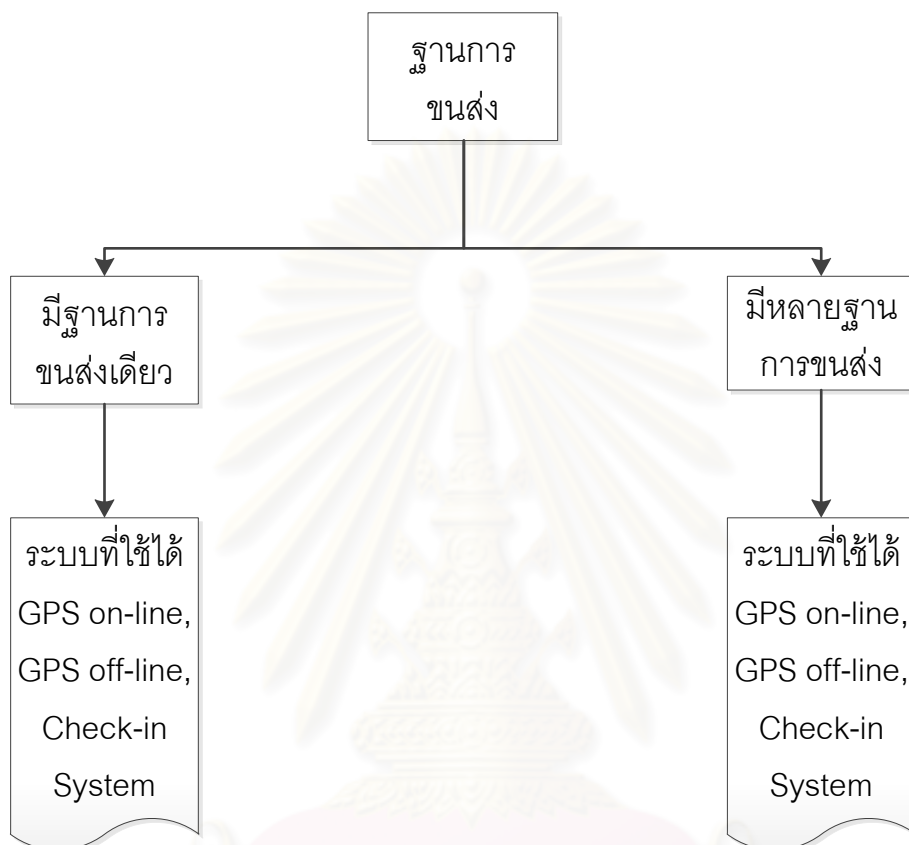 ฐานการ
ขนส่ง
มีฐานการ
ขนส่งเดียว
มีหลายฐาน
การขนส่ง
ระบบที่ใช้ได้
GPS on-line,
GPS off-line,
Check-in
System
ระบบที่ใช้ได้
GPS on-line,
GPS off-line,
Check-in
System